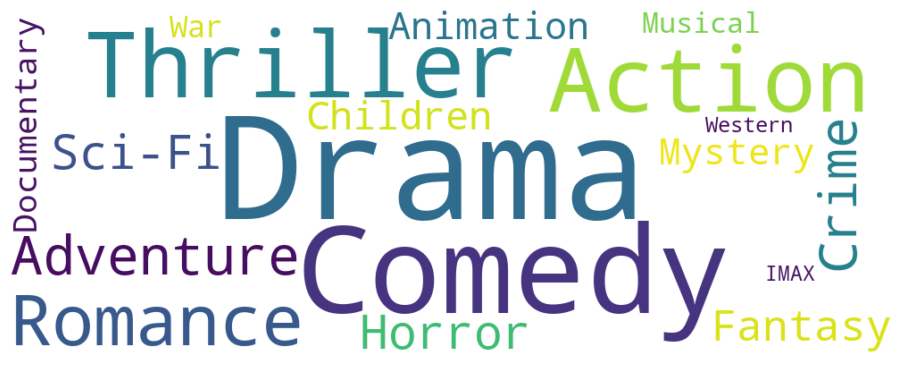 War
Animation
Musical
Documentary
Thriller
Action
Children
Sci-Fi
Drama
Western
Mystery
Crime
Adventure
Comedy
IMAX
Romance
Horror
Fantasy